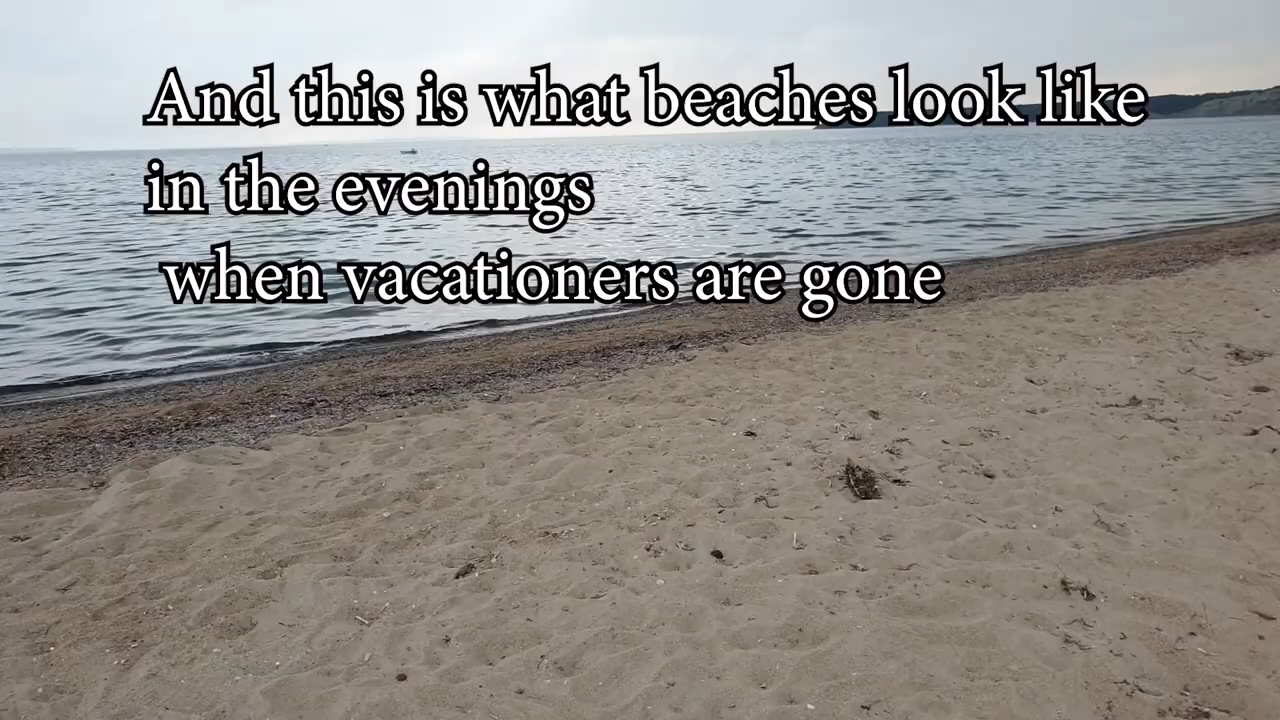 And this is what beaches look like
in the evenings
when vacationers are gone